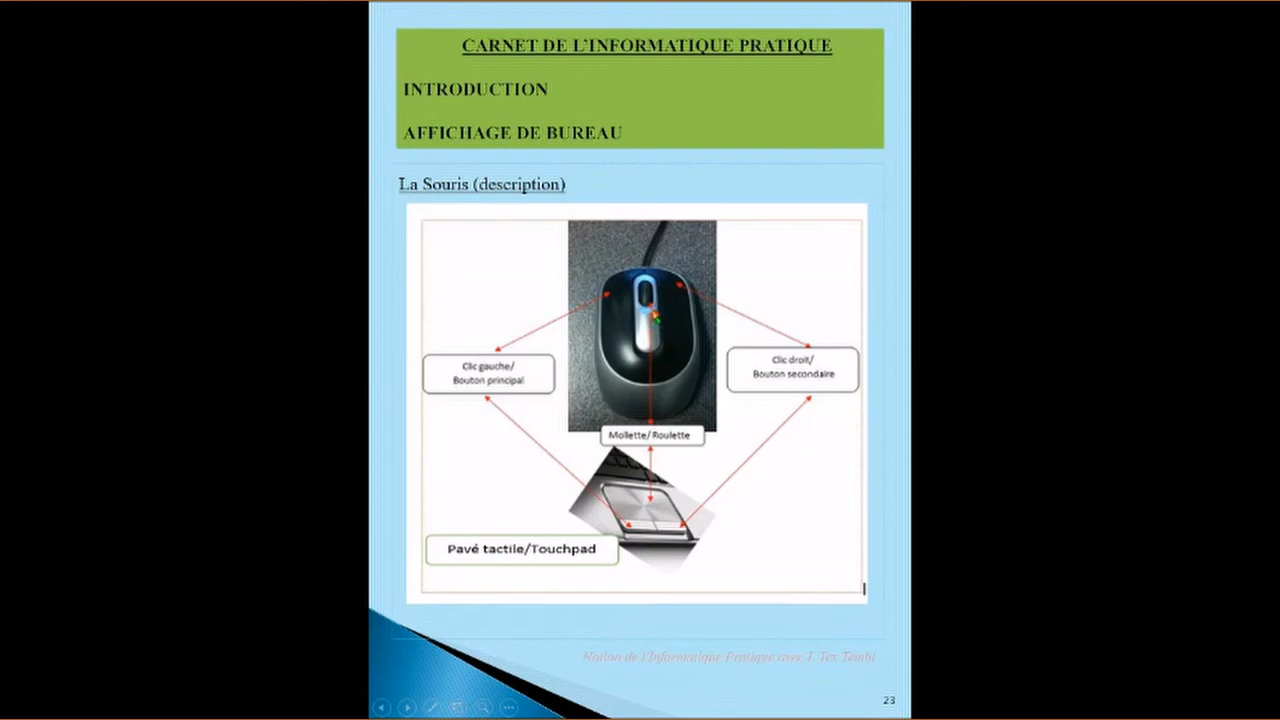 CARNET DE L'INFORMATIQUE PRATIQUE
INTRODUCTION
AFFICHAGE DE BUREAU
La Souris (description)
Clic gauche/
Bouton principal
Clic droit/
Bouton secondaire
Mollette/Roulette
Pavé tactile/Touchpad
Notion de l'Informatique Pratique avec J. Tex
23